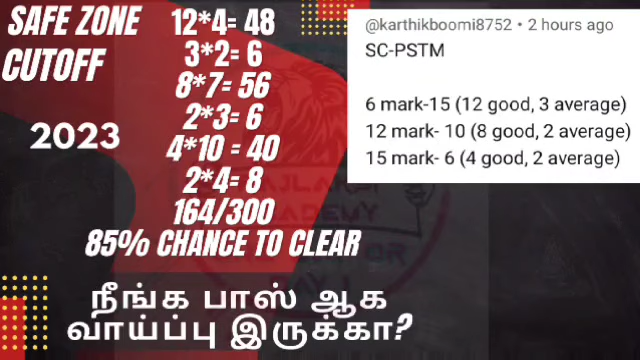 SAFE ZONE
CUTOFF
2023
12*4= 48
3*2= 6
8*7= 56
2*3= 6
4*10 = 40
2*4= 8
164/300
85% CHANCE TO CLEAR
நீங்க பாஸ் ஆக
வாய்ப்பு இருக்கா?
@karthikboomi8752 • 2 hours ago
SC-PSTM
6 mark-15 (12 good, 3 average)
12 mark- 10 (8 good, 2 average)
15 mark- 6 (4 good, 2 average)